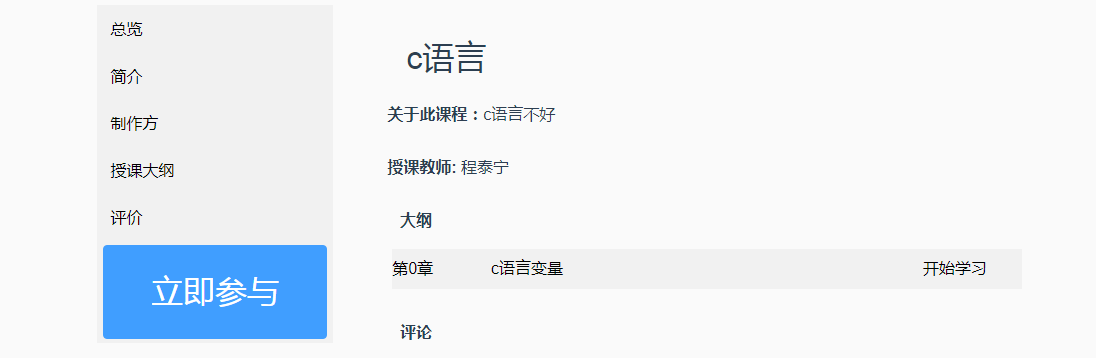 总览
简介
制作方
授课大纲
评价
立即参与
c语言
关于此课程：c语言不好
授课教师: 程泰宁
大纲
第0章 c语言变量 开始学习
评论